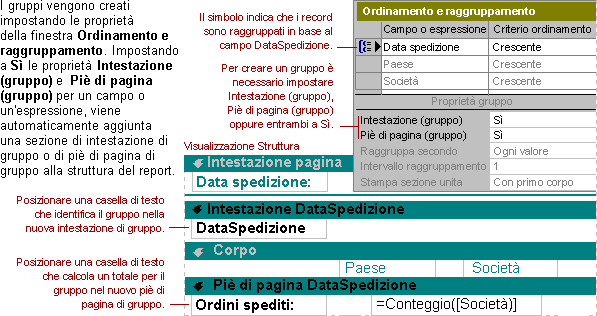 I gruppi vengono creati
impostando le proprietà
della finestra Ordinamento e
raggruppamento. Impostando
a Sì le proprietà Intestazione
(gruppo) e Piè di pagina
(gruppo) per un campo o
un'espressione, viene
automaticamente aggiunta
una sezione di intestazione di
gruppo o di piè di pagina di
gruppo alla struttura del report.
Il simbolo indica che i record
sono raggruppati in base al
campo DataSpedizione.
Per creare un gruppo è
necessario impostare
Intestazione (gruppo),
Piè di pagina (gruppo)
oppure entrambi a Sì.
Ordinamento e raggruppamento
Campo o espressione Criterio ordinamento
Data spedizione Crescente
Paese Crescente
Società Crescente
Proprietà gruppo
Intestazione (gruppo) Sì
Piè di pagina (gruppo) Sì
Raggruppa secondo Ogni valore
Intervallo raggruppamento 1
Stampa sezione unita Con primo corpo
Visualizzazione Struttura
Intestazione pagina
Data spedizione:
Posizionare una casella di testo
che identifica il gruppo nella
nuova intestazione di gruppo.
Intestazione DataSpedizione
DataSpedizione
Corpo
Paese Società
Posizionare una casella di testo
che calcola un totale per il
gruppo nel nuovo piè di
pagina di gruppo.
Piè di pagina DataSpedizione
Ordini spediti: =Conteggio([Società)]